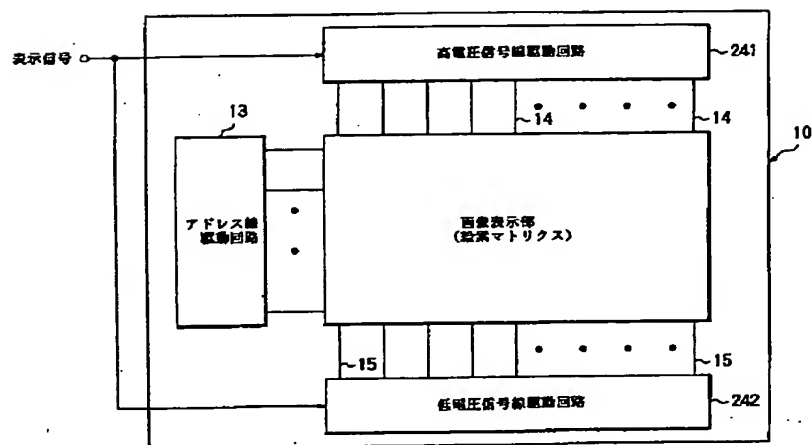 高電圧信号線駆動回路
241
表示信号
14
14
13
10
アドレス線
駆動回路
画像表示部
(絵素マトリクス)
15
15
低電圧信号線駆動回路
242